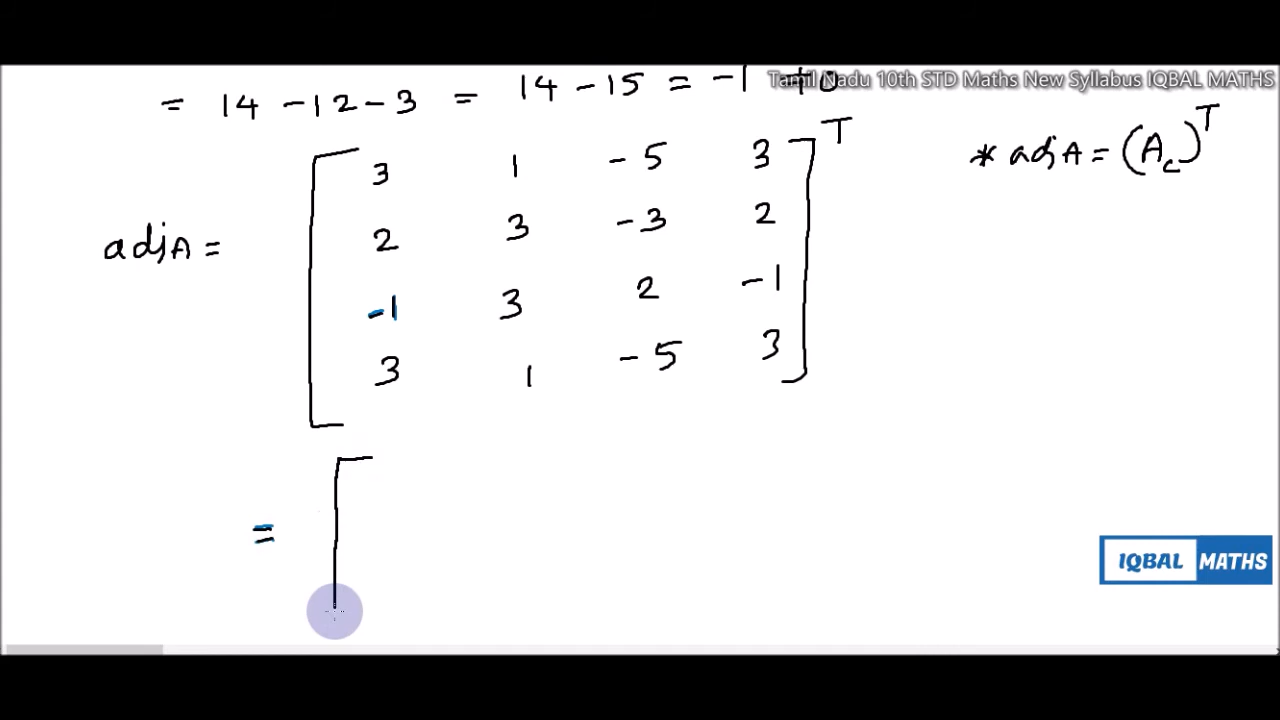 Tamil Nadu 10th STD Maths New Syllabus IQBAL MATHS
= 14 -12 - 3 = 14 - 15 = -1 ≠ 0
* adj A = (A_c)^T
adj A = [ 3 1 -5 3
2 3 -3 2
-1 3 2 -1
3 1 -5 3 ]^T
= [
IQBAL MATHS